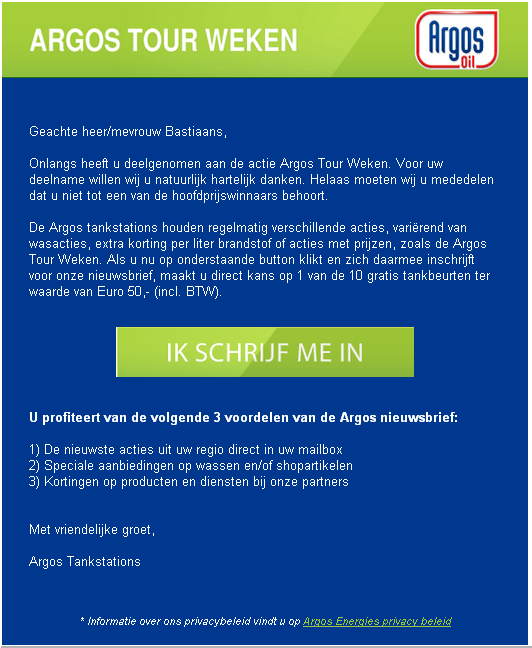 ARGOS TOUR WEKEN
Argos
Oil
Geachte heer/mevrouw Bastiaans,
Onlangs heeft u deelgenomen aan de actie Argos Tour Weken. Voor uw
deelname willen wij u natuurlijk hartelijk danken. Helaas moeten wij u mededelen
dat u niet tot een van de hoofdprijswinnaars behoort.
De Argos tankstations houden regelmatig verschillende acties, variërend van
wasacties, extra korting per liter brandstof of acties met prijzen, zoals de Argos
Tour Weken. Als u nu op onderstaande button klikt en zich daarmee inschrijft
voor onze nieuwsbrief, maakt u direct kans op 1 van de 10 gratis tankbeurten ter
waarde van Euro 50,- (incl. BTW).
IK SCHRIJF ME IN
U profiteert van de volgende 3 voordelen van de Argos nieuwsbrief:
1) De nieuwste acties uit uw regio direct in uw mailbox
2) Speciale aanbiedingen op wassen en/of shopartikelen
3) Kortingen op producten en diensten bij onze partners
Met vriendelijke groet,
Argos Tankstations
* Informatie over ons privacybeleid vindt u op Argos Energies privacy beleid